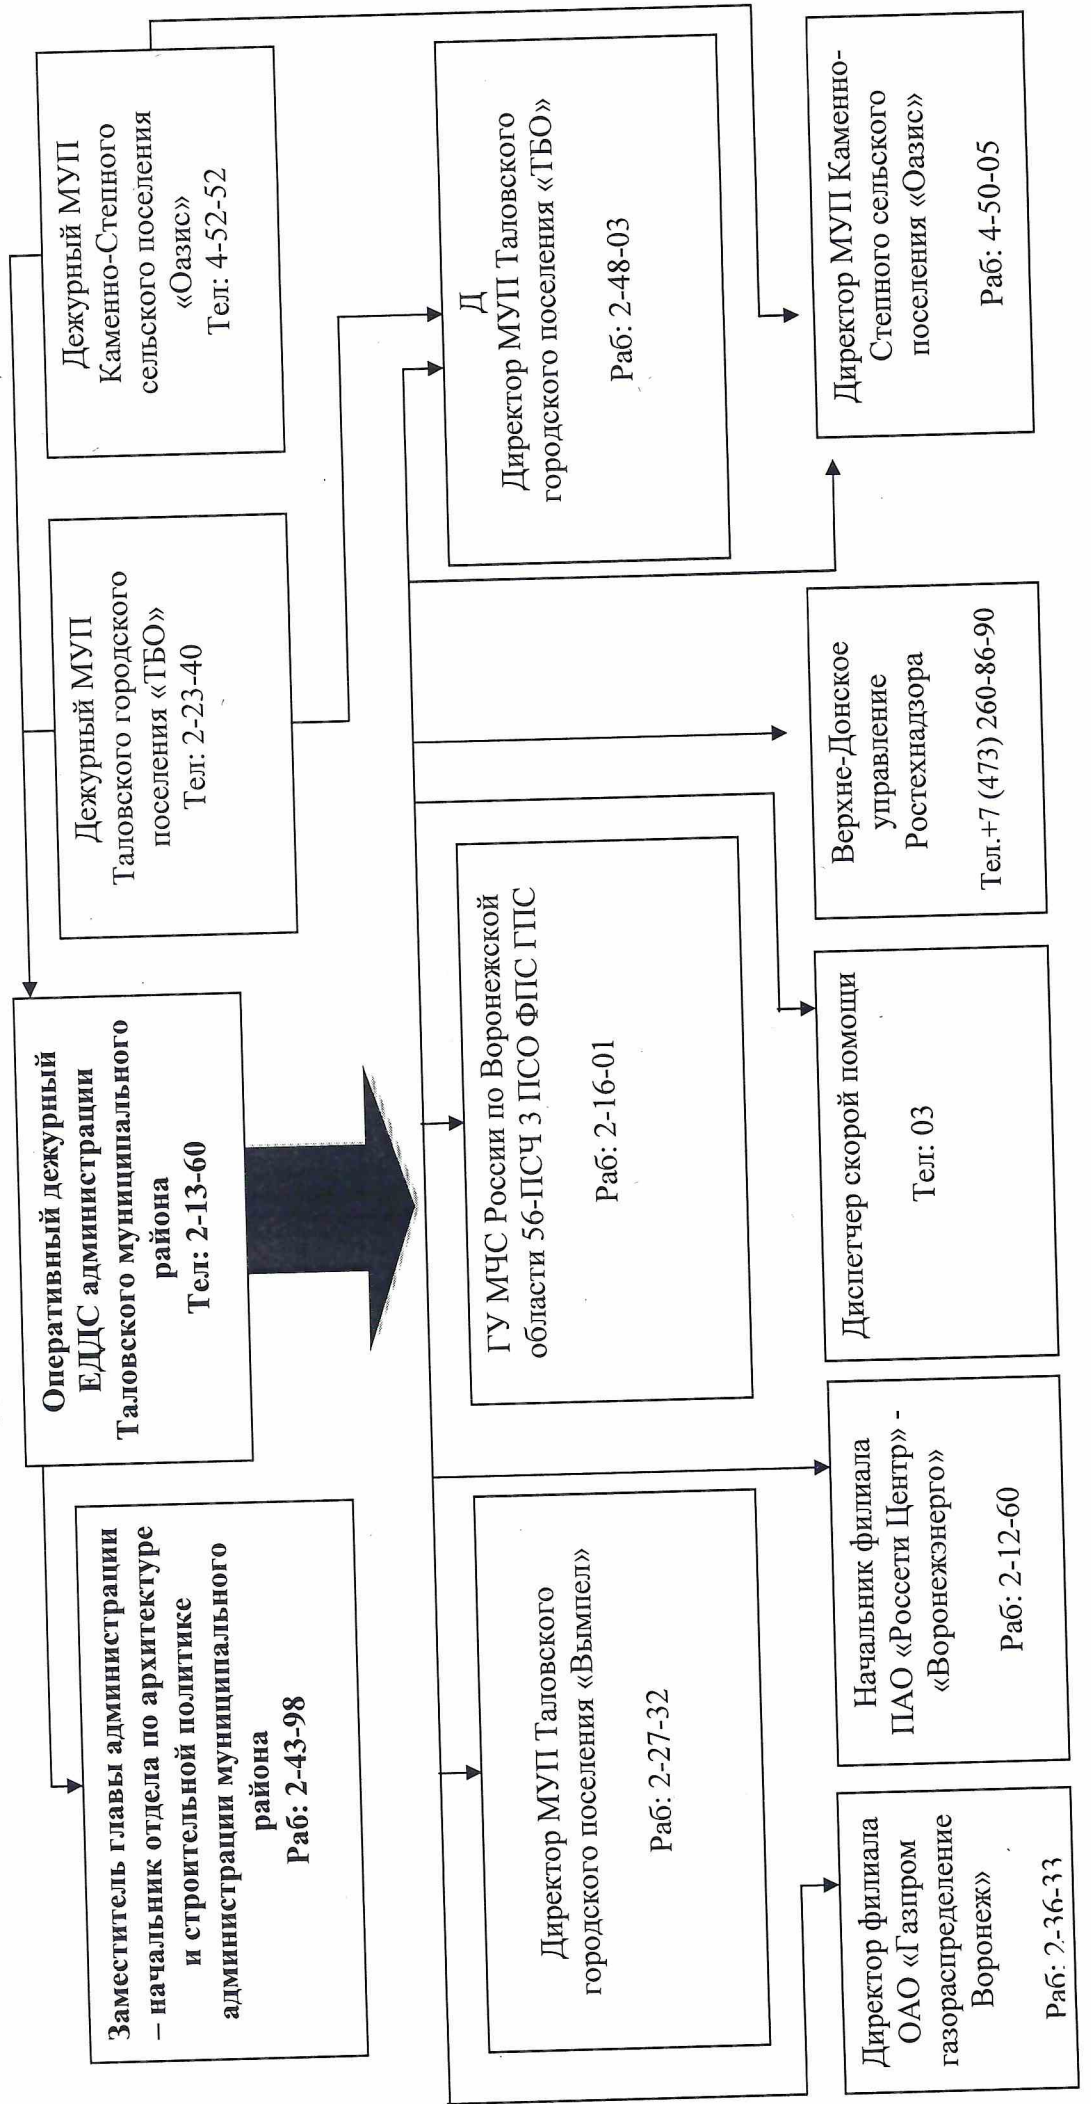 Заместитель главы администрации
– начальник отдела по архитектуре
и строительной политике
администрации муниципального
района
Раб: 2-43-98
Оперативный дежурный
ЕДДС администрации
Таловского муниципального
района
Тел: 2-13-60
Дежурный МУП
Таловского городского
поселения «ТБО»
Тел: 2-23-40
Дежурный МУП
Каменно-Степного
сельского поселения
«Оазис»
Тел: 4-52-52
Директор МУП Таловского
городского поселения «Вымпел»
Раб: 2-27-32
ГУ МЧС России по Воронежской
области 56-ПСЧ 3 ПСО ФПС ГПС
Раб: 2-16-01
Д
Директор МУП Таловского
городского поселения «ТБО»
Раб: 2-48-03
Директор филиала
ОАО «Газпром
газораспределение
Воронеж»
Раб: 2-36-33
Начальник филиала
ПАО «Россети Центр» -
«Воронежэнерго»
Раб: 2-12-60
Диспетчер скорой помощи
Тел: 03
Верхне-Донское
управление
Ростехнадзора
Тел.+7 (473) 260-86-90
Директор МУП Каменно-
Степного сельского
поселения «Оазис»
Раб: 4-50-05